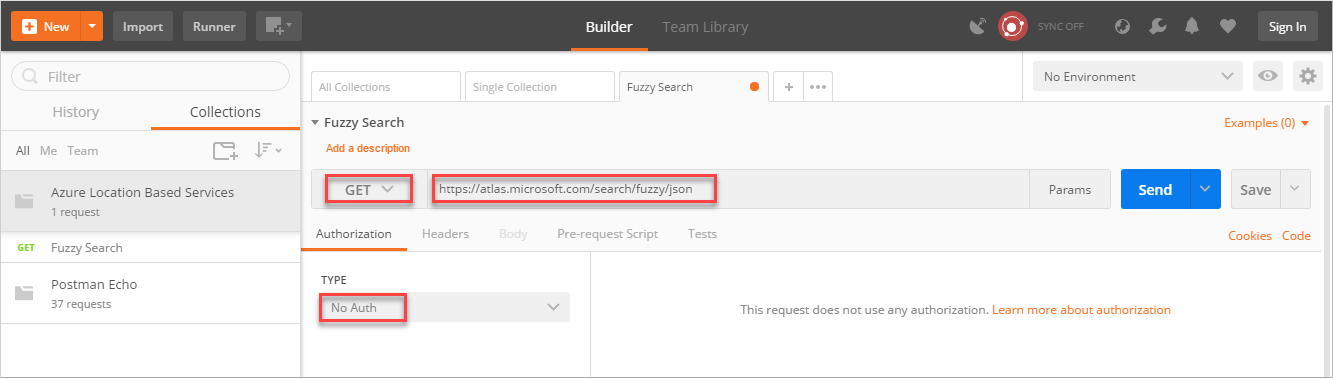 New Import Runner Builder Team Library SYNC OFF Sign In
Filter
History Collections
All Me Team
Azure Location Based Services
1 request
GET Fuzzy Search
Postman Echo
37 requests
All Collections Single Collection Fuzzy Search + ••• No Environment
Fuzzy Search Examples (0)
Add a description
GET https://atlas.microsoft.com/search/fuzzy/json Params Send Save
Authorization Headers Body Pre-request Script Tests Cookies Code
TYPE
No Auth
This request does not use any authorization. Learn more about authorization